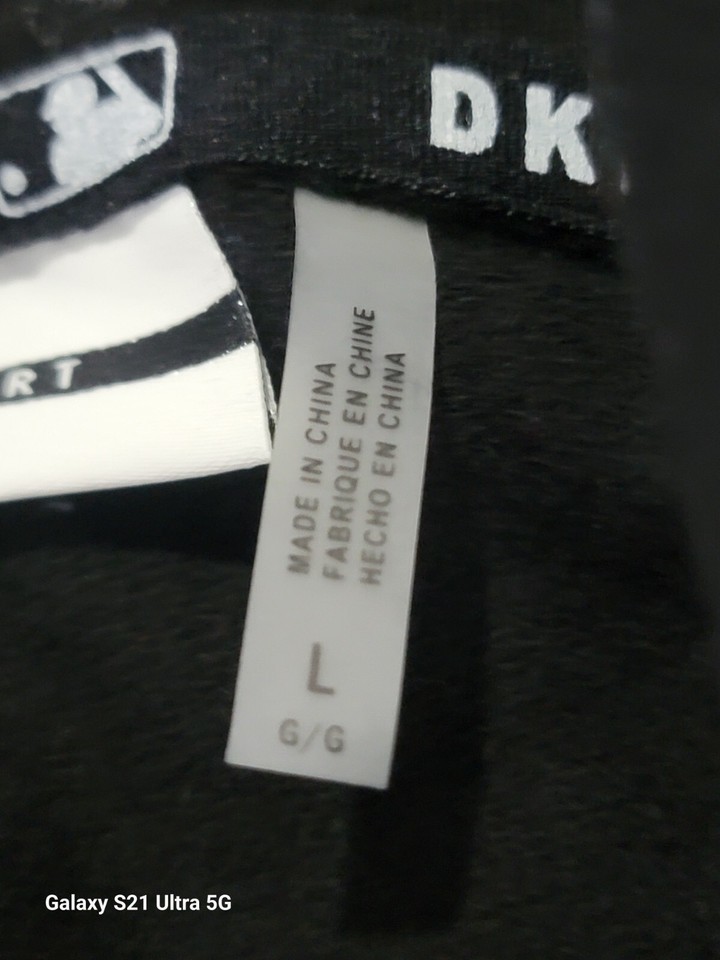 DK
RT
MADE IN CHINA
FABRIQUE EN CHINE
HECHO EN CHINA
L
G/G
Galaxy S21 Ultra 5G